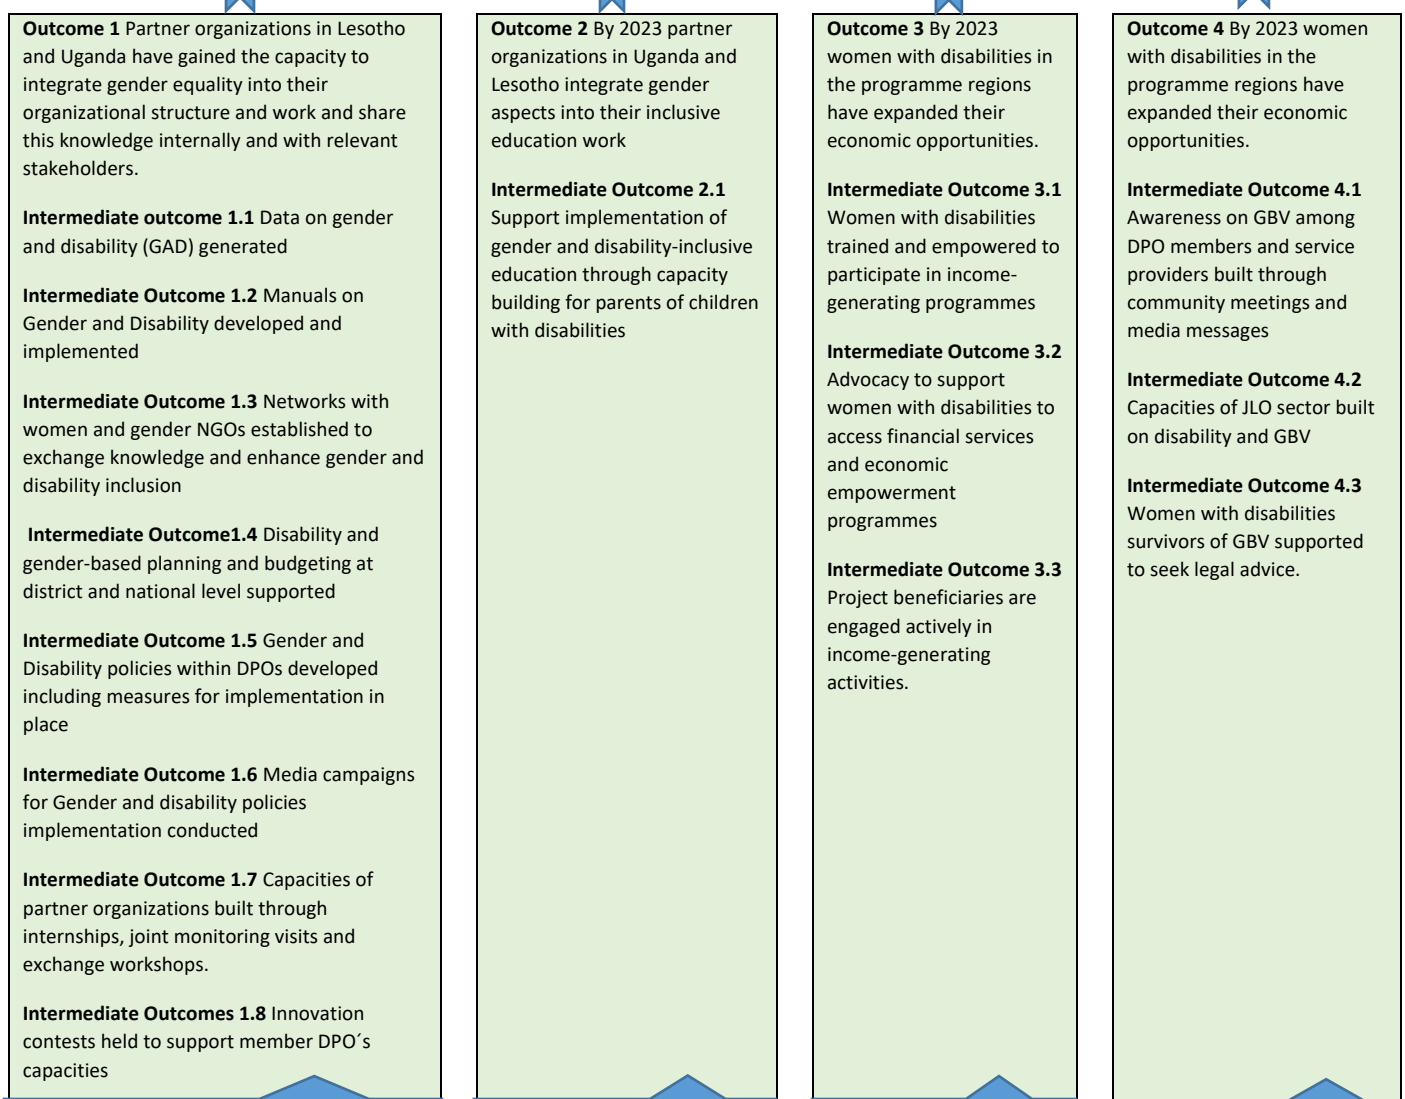 Outcome 1 Partner organizations in Lesotho
and Uganda have gained the capacity to
integrate gender equality into their
organizational structure and work and share
this knowledge internally and with relevant
stakeholders.
Intermediate outcome 1.1 Data on gender
and disability (GAD) generated
Intermediate Outcome 1.2 Manuals on
Gender and Disability developed and
implemented
Intermediate Outcome 1.3 Networks with
women and gender NGOs established to
exchange knowledge and enhance gender and
disability inclusion
Intermediate Outcome1.4 Disability and
gender-based planning and budgeting at
district and national level supported
Intermediate Outcome 1.5 Gender and
Disability policies within DPOs developed
including measures for implementation in
place
Intermediate Outcome 1.6 Media campaigns
for Gender and disability policies
implementation conducted
Intermediate Outcome 1.7 Capacities of
partner organizations built through
internships, joint monitoring visits and
exchange workshops.
Intermediate Outcomes 1.8 Innovation
contests held to support member DPO´s
capacities
Outcome 2 By 2023 partner
organizations in Uganda and
Lesotho integrate gender
aspects into their inclusive
education work
Intermediate Outcome 2.1
Support implementation of
gender and disability-inclusive
education through capacity
building for parents of children
with disabilities
Outcome 3 By 2023
women with disabilities in
the programme regions
have expanded their
economic opportunities.
Intermediate Outcome 3.1
Women with disabilities
trained and empowered to
participate in income-
generating programmes
Intermediate Outcome 3.2
Advocacy to support
women with disabilities to
access financial services
and economic
empowerment
programmes
Intermediate Outcome 3.3
Project beneficiaries are
engaged actively in
income-generating
activities.
Outcome 4 By 2023 women
with disabilities in the
programme regions have
expanded their economic
opportunities.
Intermediate Outcome 4.1
Awareness on GBV among
DPO members and service
providers built through
community meetings and
media messages
Intermediate Outcome 4.2
Capacities of JLO sector built
on disability and GBV
Intermediate Outcome 4.3
Women with disabilities
survivors of GBV supported
to seek legal advice.